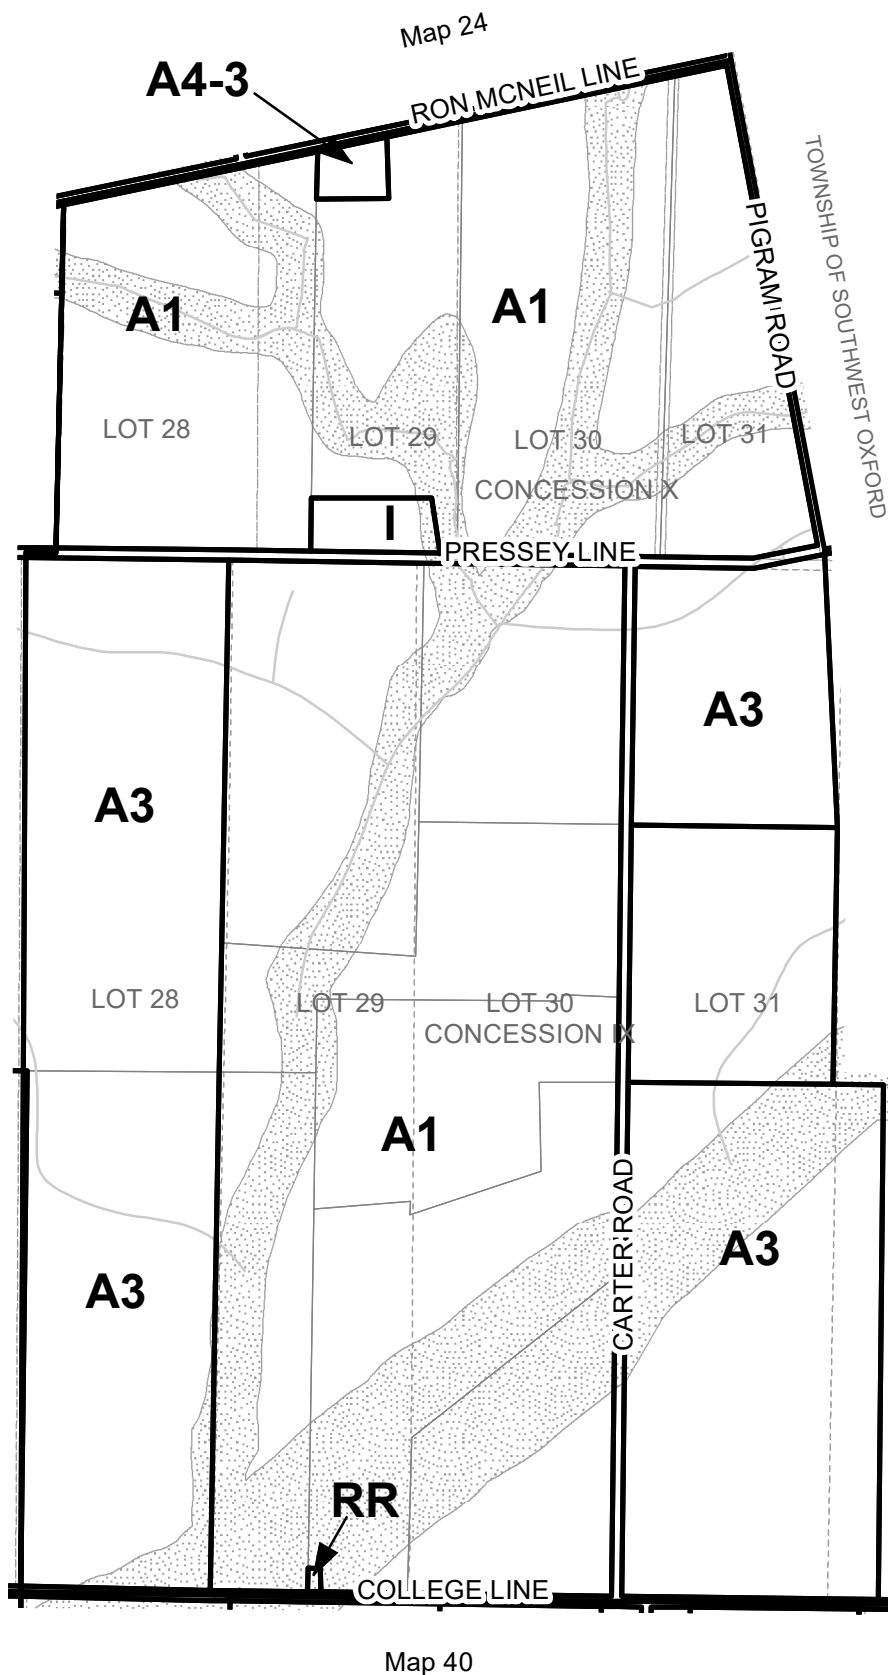 Map 24
A4-3
RON MCNEIL LINE
TOWNSHIP OF SOUTHWEST OXFORD
PIGRAM ROAD
A1
A1
LOT 28
LOT 29
LOT 30
LOT 31
CONCESSION X
I
PRESSEY LINE
A3
A3
LOT 28
LOT 29
LOT 30
LOT 31
CONCESSION IX
A1
CARTER ROAD
A3
A3
RR
COLLEGE LINE
Map 40